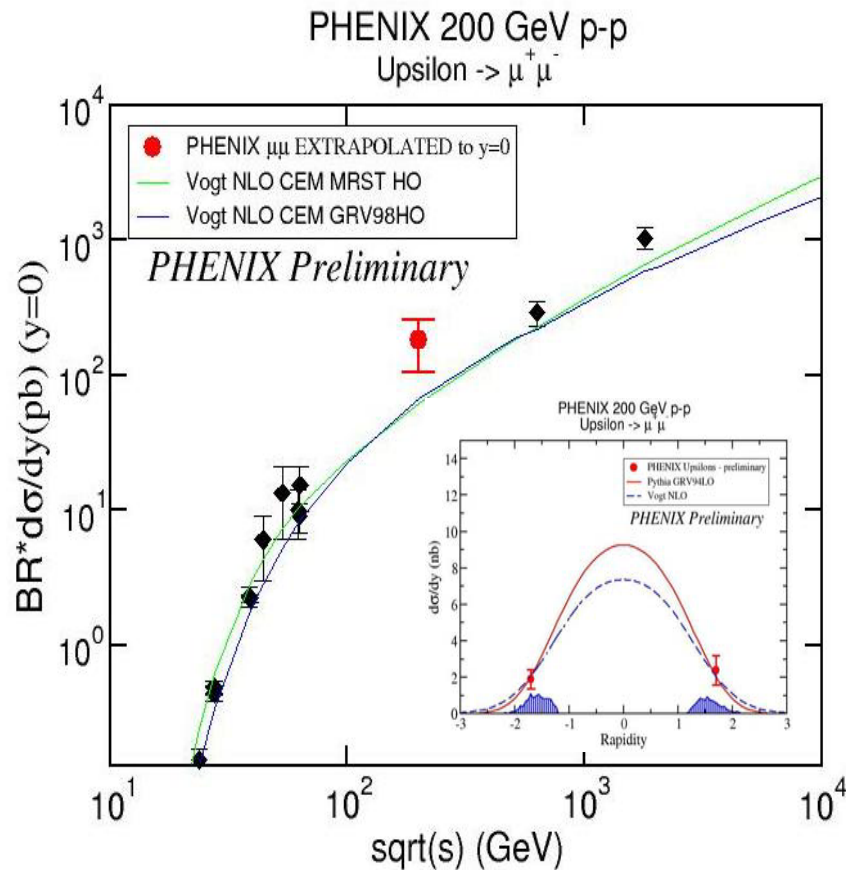 PHENIX 200 GeV p-p
Upsilon -> μ⁺μ⁻
10⁴
PHENIX μμ EXTRAPOLATED to y=0
Vogt NLO CEM MRST HO
Vogt NLO CEM GRV98HO
PHENIX Preliminary
10³
10²
10¹
10⁰
BR*dσ/dy(pb) (y=0)
PHENIX 200 GeV p-p
Upsilon -> μ⁺μ⁻
14
12
10
8
6
4
2
0
dσ/dy (nb)
PHENIX Upsilons - preliminary
Pythia GRV94LO
Vogt NLO
PHENIX Preliminary
-3 -2 -1 0 1 2 3
Rapidity
10¹ 10² 10³ 10⁴
sqrt(s) (GeV)